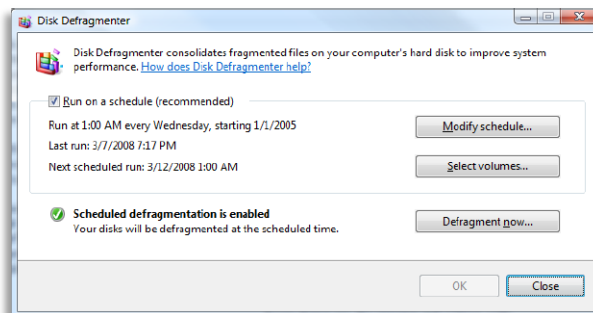 Disk Defragmenter
Disk Defragmenter consolidates fragmented files on your computer's hard disk to improve system
performance. How does Disk Defragmenter help?
Run on a schedule (recommended)
Run at 1:00 AM every Wednesday, starting 1/1/2005
Modify schedule...
Last run: 3/7/2008 7:17 PM
Next scheduled run: 3/12/2008 1:00 AM
Select volumes...
Scheduled defragmentation is enabled
Your disks will be defragmented at the scheduled time.
Defragment now...
OK
Close